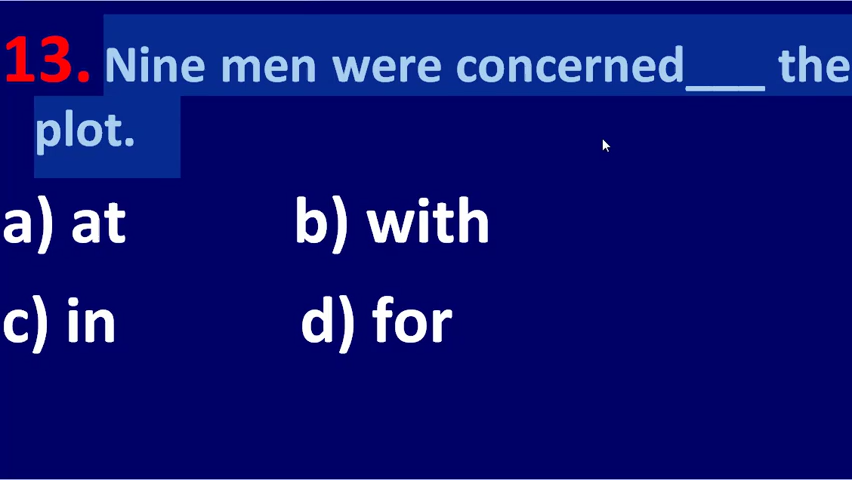 13. Nine men were concerned___ the
plot.
a) at b) with
c) in d) for